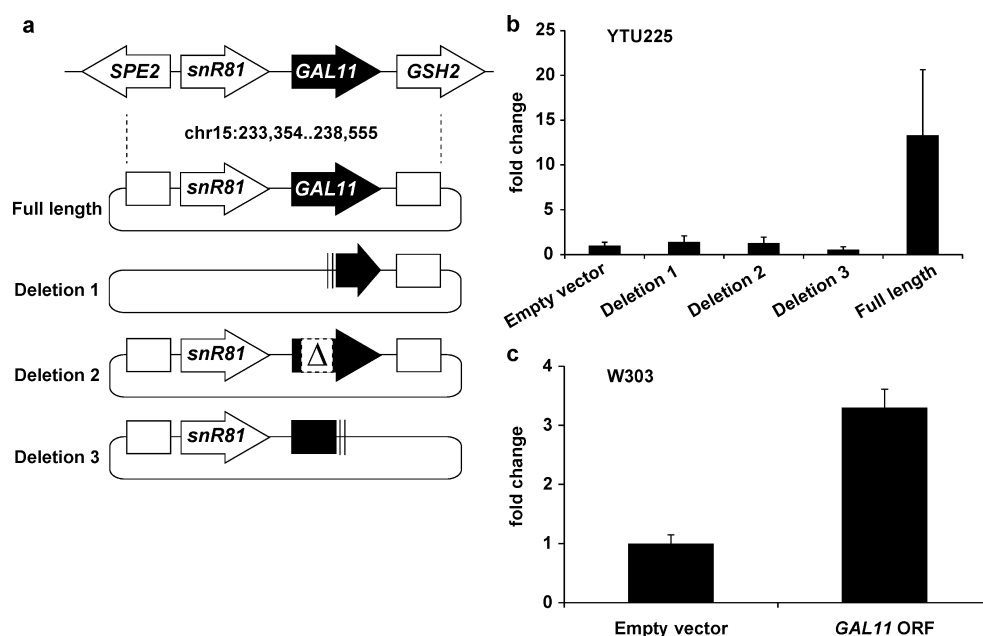 a
SPE2 snR81 GAL11 GSH2
chr15:233,354..238,555
snR81 GAL11
Full length
Deletion 1
snR81 Δ
Deletion 2
snR81
Deletion 3
b
YTU225
fold change
25
20
15
10
5
0
Empty vector
Deletion 1
Deletion 2
Deletion 3
Full length
c
W303
fold change
4
3
2
1
0
Empty vector GAL11 ORF